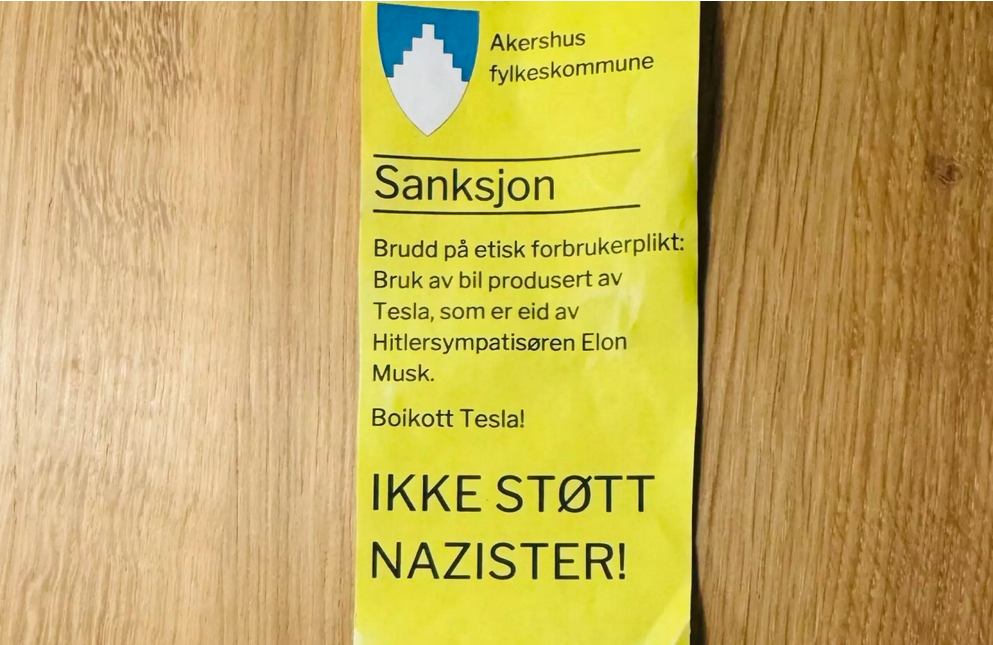 Akershus
fylkeskommune
Sanksjon
Brudd på etisk forbrukerplikt:
Bruk av bil produsert av
Tesla, som er eid av
Hitlersympatisøren Elon
Musk.
Boikott Tesla!
IKKE STØTT
NAZISTER!